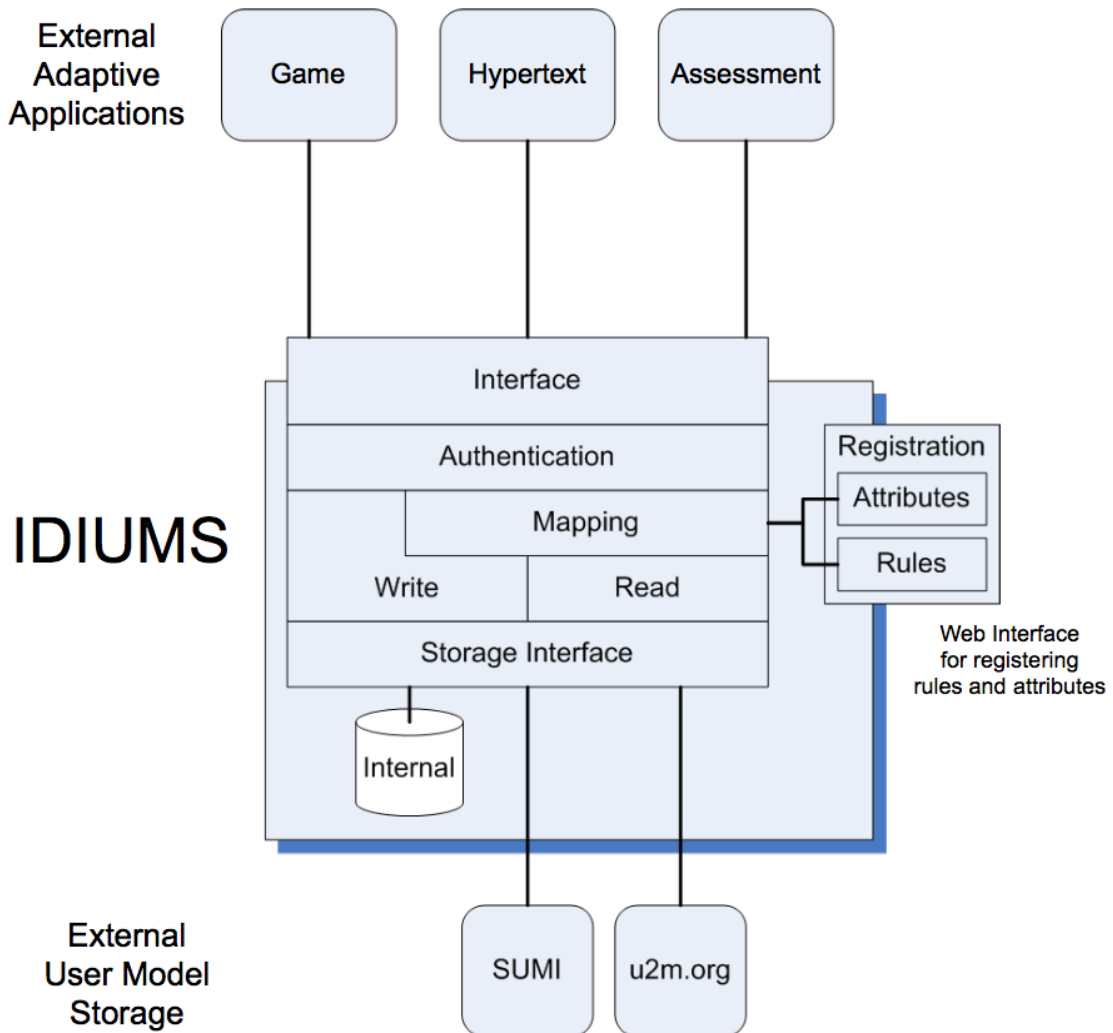 External
Adaptive
Applications
Game
Hypertext
Assessment
Interface
Authentication
Mapping
Write
Read
Storage Interface
Internal
Registration
Attributes
Rules
Web Interface
for registering
rules and attributes
IDIUMS
External
User Model
Storage
SUMI
u2m.org